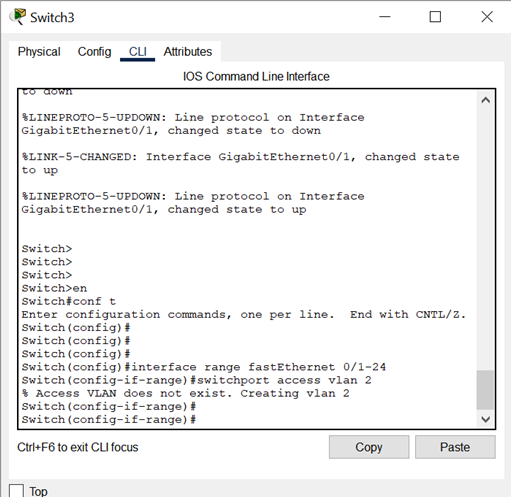 Switch3
Physical Config CLI Attributes
IOS Command Line Interface
to down
%LINEPROTO-5-UPDOWN: Line protocol on Interface
GigabitEthernet0/1, changed state to down
%LINK-5-CHANGED: Interface GigabitEthernet0/1, changed state
to up
%LINEPROTO-5-UPDOWN: Line protocol on Interface
GigabitEthernet0/1, changed state to up
Switch>
Switch>
Switch>
Switch>en
Switch#conf t
Enter configuration commands, one per line. End with CNTL/Z.
Switch(config)#
Switch(config)#
Switch(config)#
Switch(config)#interface range fastEthernet 0/1-24
Switch(config-if-range)#switchport access vlan 2
% Access VLAN does not exist. Creating vlan 2
Switch(config-if-range)#
Switch(config-if-range)#
Ctrl+F6 to exit CLI focus
Copy
Paste
Top